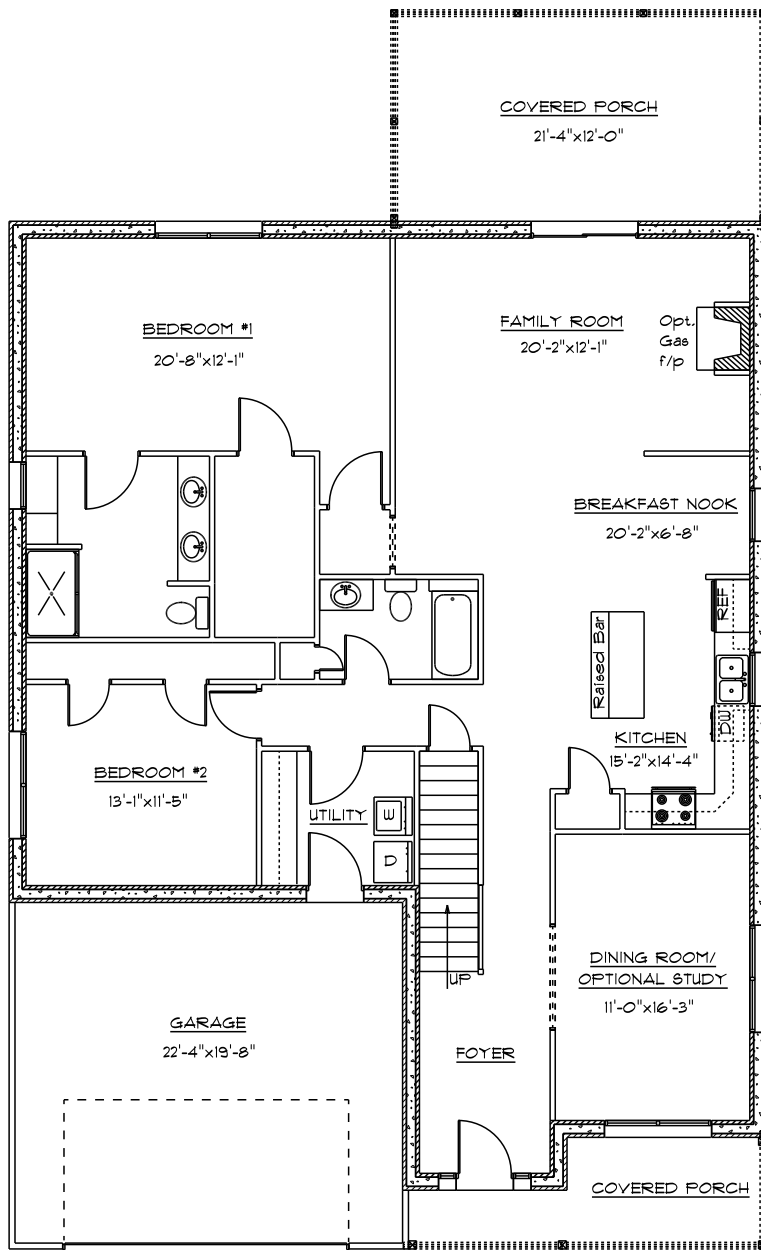 COVERED PORCH
21'-4"x12'-0"
BEDROOM #1
20'-8"x12'-1"
FAMILY ROOM
20'-2"x12'-1"
Opt.
Gas
f/p
BREAKFAST NOOK
20'-2"x6'-8"
REF
Raised Bar
DW
KITCHEN
15'-2"x14'-4"
BEDROOM #2
13'-1"x11'-5"
UTILITY
W
D
UP
DINING ROOM/
OPTIONAL STUDY
11'-0"x16'-3"
GARAGE
22'-4"x19'-8"
FOYER
COVERED PORCH